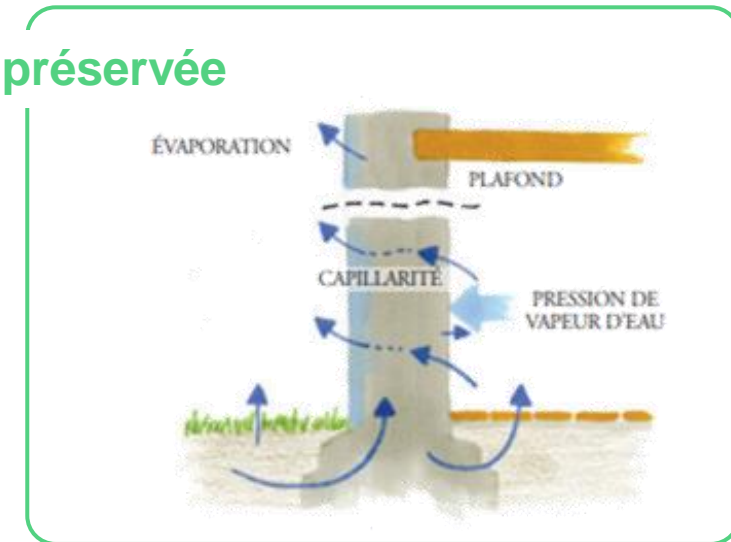 préservée
ÉVAPORATION
PLAFOND
CAPILLARITÉ
PRESSION DE
VAPEUR D'EAU